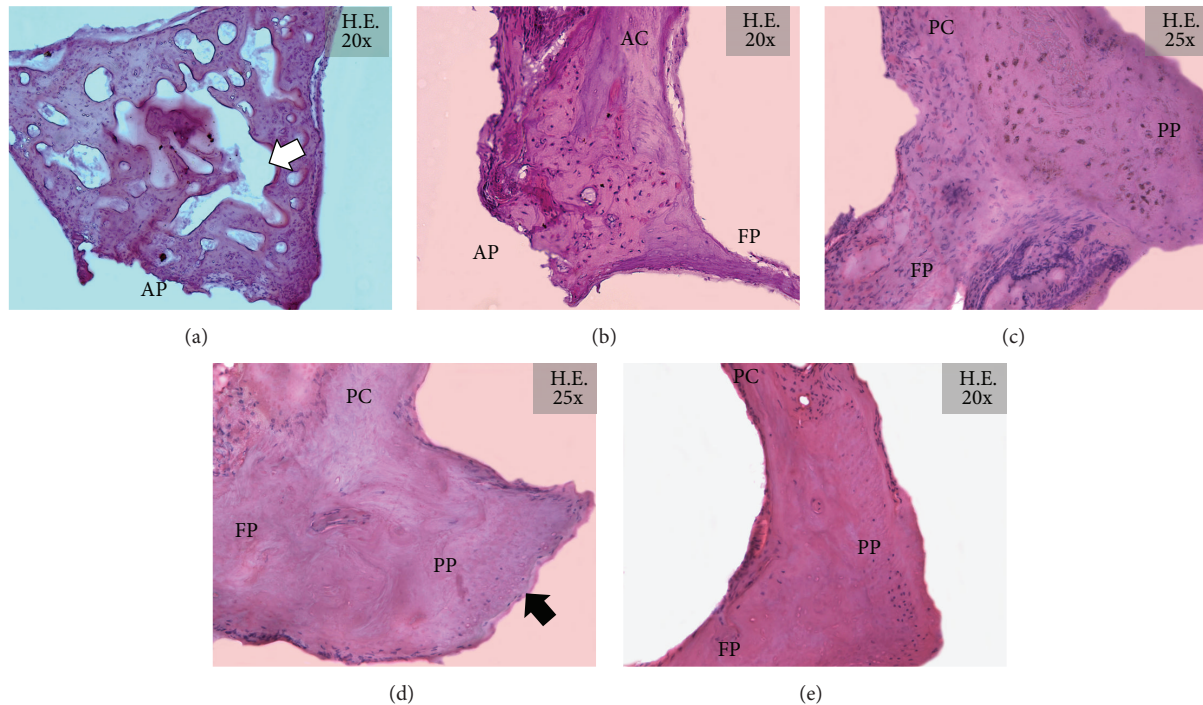 H.E.
20x
AP
(a)
H.E.
20x
AC
AP
FP
(b)
H.E.
25x
PC
PP
FP
(c)
H.E.
25x
PC
FP
PP
(d)
H.E.
20x
PC
PP
FP
(e)